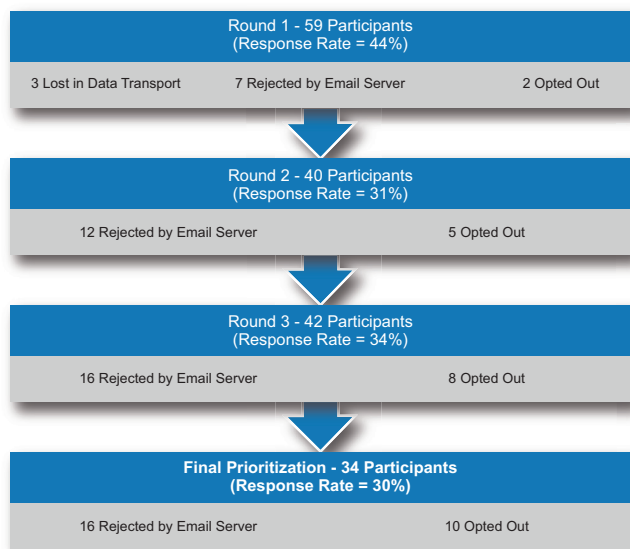 Round 1 - 59 Participants
(Response Rate = 44%)
3 Lost in Data Transport 7 Rejected by Email Server 2 Opted Out
Round 2 - 40 Participants
(Response Rate = 31%)
12 Rejected by Email Server 5 Opted Out
Round 3 - 42 Participants
(Response Rate = 34%)
16 Rejected by Email Server 8 Opted Out
Final Prioritization - 34 Participants
(Response Rate = 30%)
16 Rejected by Email Server 10 Opted Out